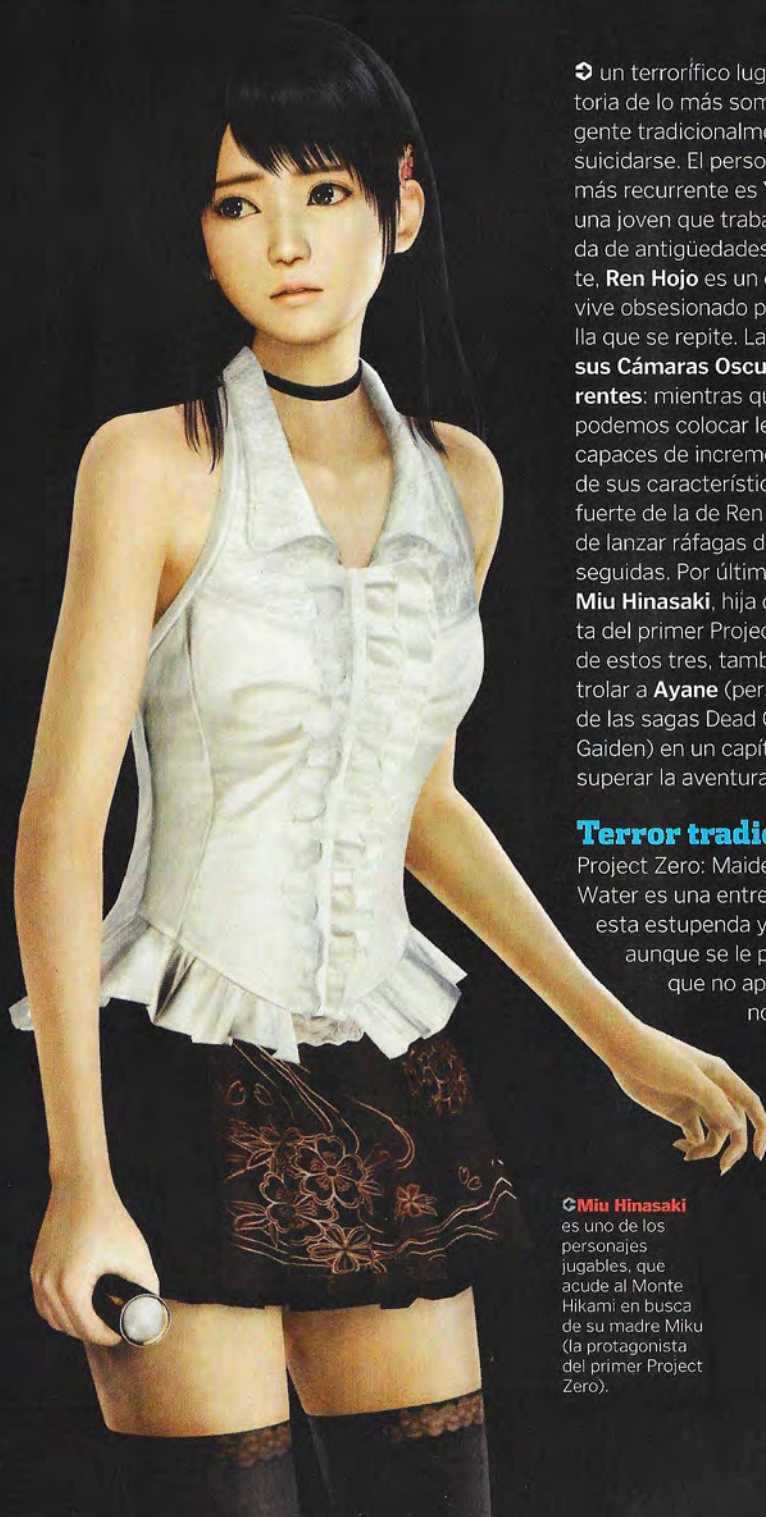 un terrorífico lug
toria de lo más som
gente tradicionalme
suicidarse. El perso
más recurrente es
una joven que traba
da de antigüedades
te, Ren Hojo es un
vive obsesionado p
lla que se repite. La
sus Cámaras Oscu
rentes: mientras qu
podemos colocar le
capaces de increme
de sus característic
fuerte de la de Ren
de lanzar ráfagas d
seguidas. Por últim
Miu Hinasaki, hija d
ta del primer Projec
de estos tres, tamb
trolar a Ayane (per
de las sagas Dead
Gaiden) en un capít
superar la aventura
Terror tradic
Project Zero: Maide
Water es una entre
esta estupenda y
aunque se le p
que no ap
no
Miu Hinasaki
es uno de los
personajes
jugables, que
acude al Monte
Hikami en busca
de su madre Miku
(la protagonista
del primer Project
Zero).